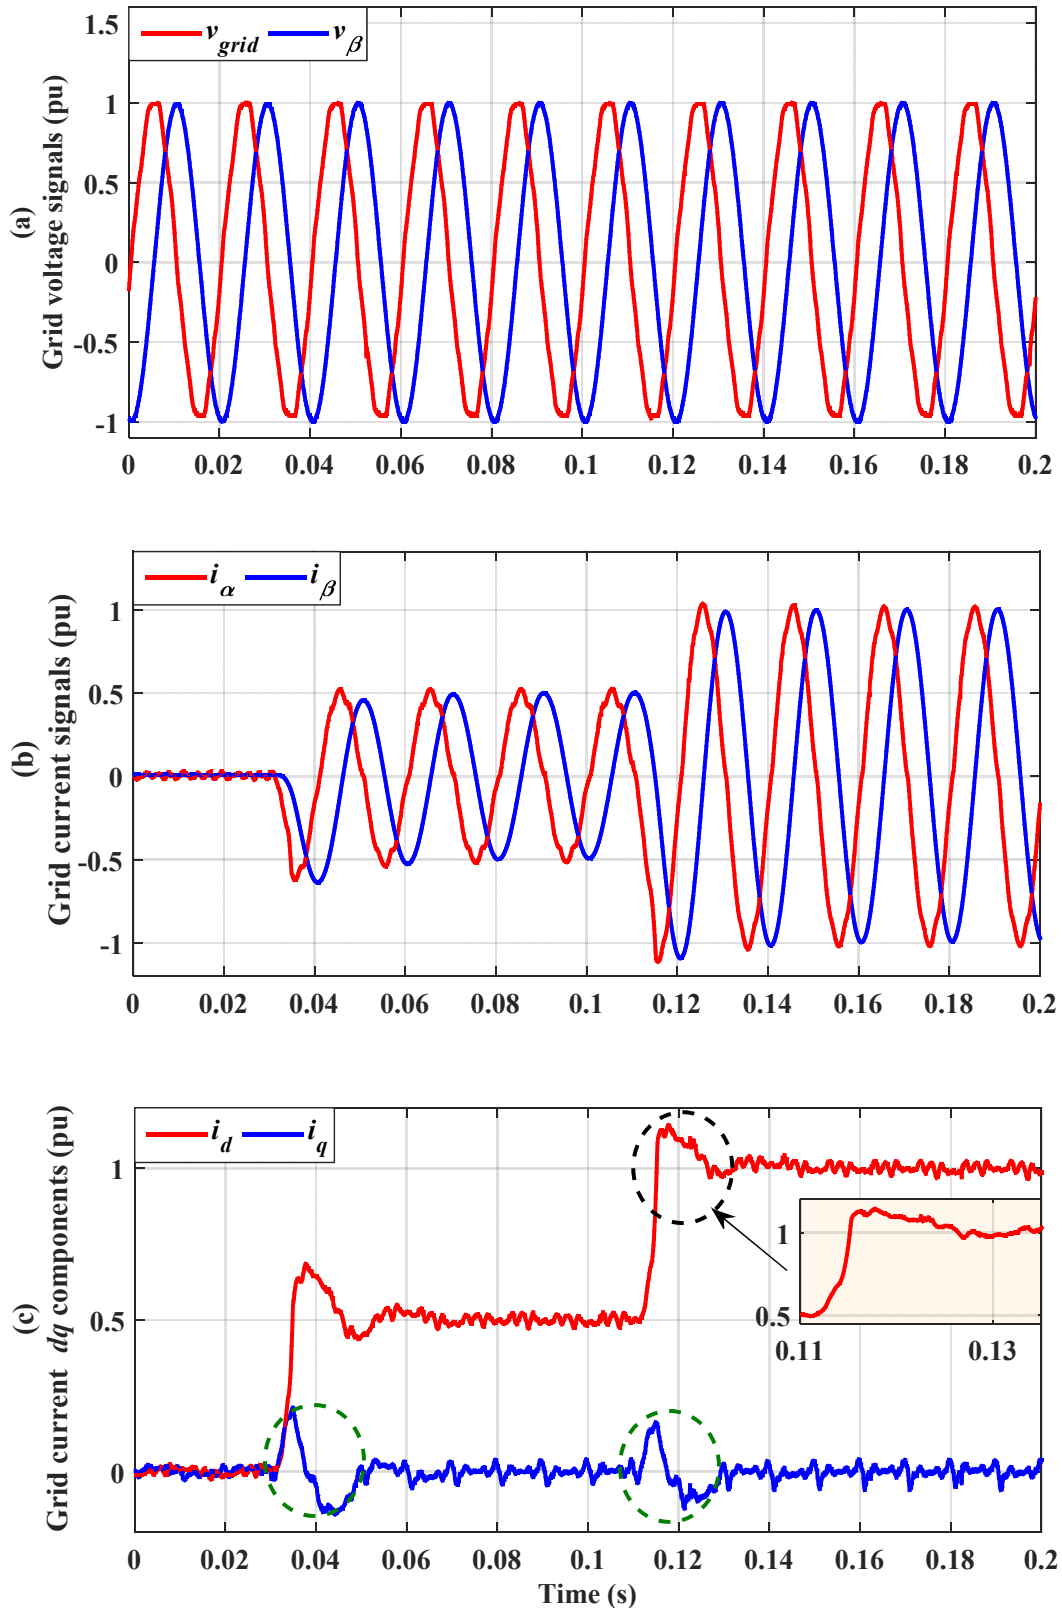 (a)
Grid voltage signals (pu)
v_grid v_β
1.5
1
0.5
0
-0.5
-1
0 0.02 0.04 0.06 0.08 0.1 0.12 0.14 0.16 0.18 0.2
(b)
Grid current signals (pu)
i_α i_β
1
0.5
0
-0.5
-1
0 0.02 0.04 0.06 0.08 0.1 0.12 0.14 0.16 0.18 0.2
(c)
Grid current dq components (pu)
i_d i_q
1
0.5
0
1
0.5
0.11 0.13
0 0.02 0.04 0.06 0.08 0.1 0.12 0.14 0.16 0.18 0.2
Time (s)